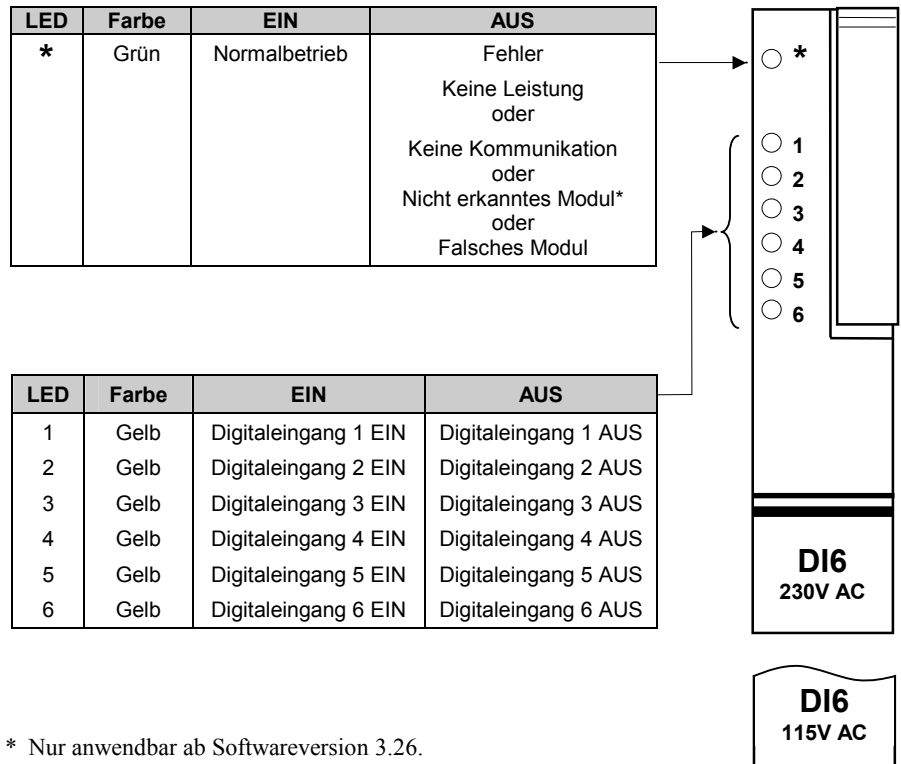 LED Farbe EIN AUS
* Grün Normalbetrieb Fehler
Keine Leistung
oder
Keine Kommunikation
oder
Nicht erkanntes Modul*
oder
Falsches Modul
*
1
2
3
4
5
6
LED Farbe EIN AUS
1 Gelb Digitaleingang 1 EIN Digitaleingang 1 AUS
2 Gelb Digitaleingang 2 EIN Digitaleingang 2 AUS
3 Gelb Digitaleingang 3 EIN Digitaleingang 3 AUS
4 Gelb Digitaleingang 4 EIN Digitaleingang 4 AUS
5 Gelb Digitaleingang 5 EIN Digitaleingang 5 AUS
6 Gelb Digitaleingang 6 EIN Digitaleingang 6 AUS
DI6
230V AC
DI6
115V AC
* Nur anwendbar ab Softwareversion 3.26.